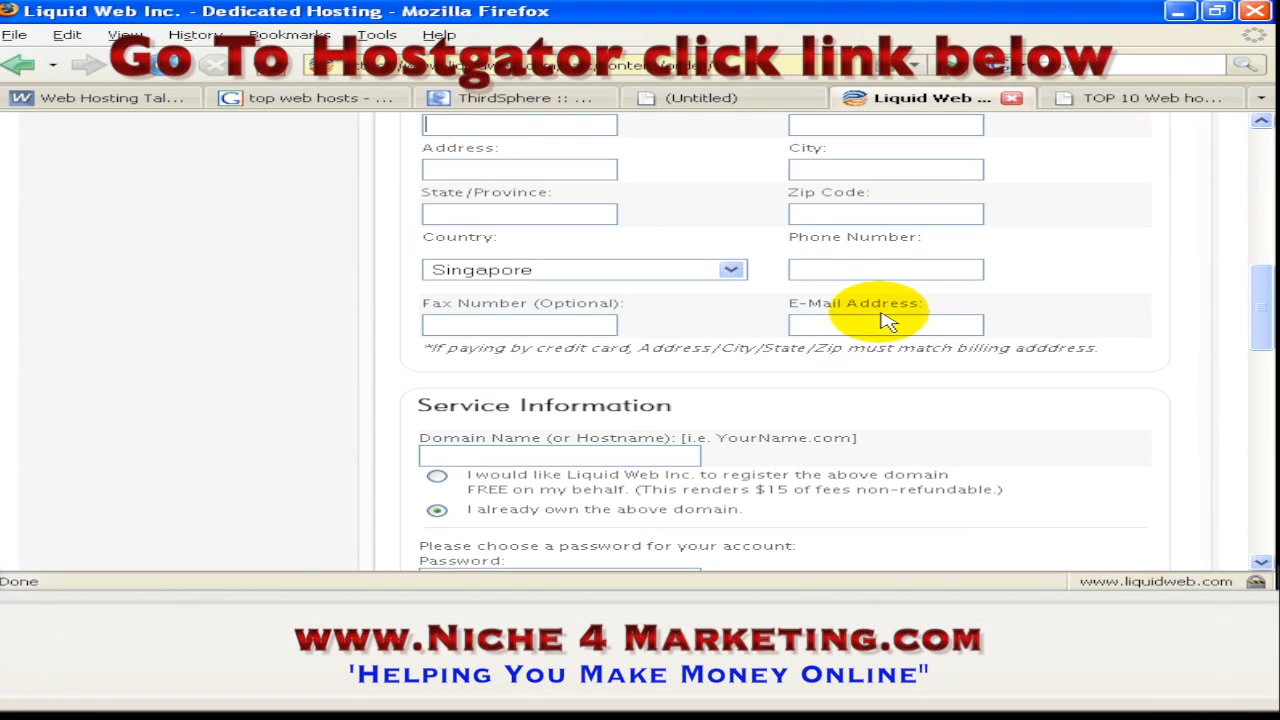 Liquid Web Inc. - Dedicated Hosting - Mozilla Firefox
File Edit View History Bookmarks Tools Help
Go To Hostgator click link below
Web Hosting Tal... top web hosts - ... ThirdSphere :: ... (Untitled) Liquid Web ... TOP 10 Web ho...
Address: City:
State/Province: Zip Code:
Country: Phone Number:
Singapore
Fax Number (Optional): E-Mail Address:
*If paying by credit card, Address/City/State/Zip must match billing adddress.
Service Information
Domain Name (or Hostname): [i.e. YourName.com]
I would like Liquid Web Inc. to register the above domain
FREE on my behalf. (This renders $15 of fees non-refundable.)
I already own the above domain.
Please choose a password for your account:
Password:
Done www.liquidweb.com
www.Niche 4 Marketing.com
'Helping You Make Money Online"